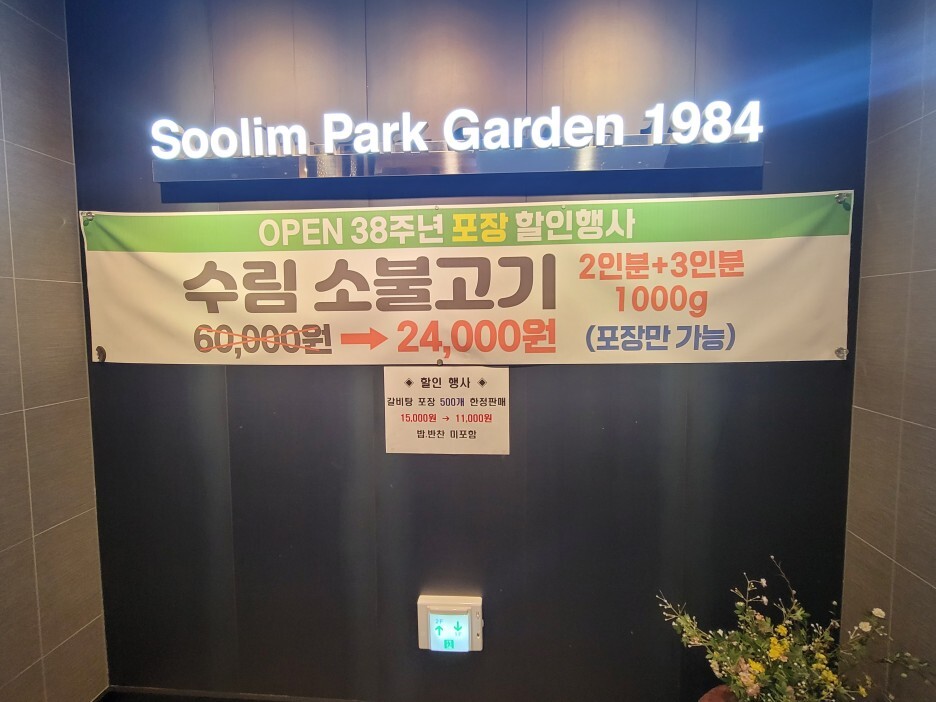 Soolim Park Garden 1984
OPEN 38주년 포장 할인행사
수림 소불고기 2인분+3인분
1000g
60,000원 → 24,000원 (포장만 가능)
◈ 할인 행사 ◈
갈비탕 포장 500개 한정판매
15,000원 → 11,000원
밥,반찬 미포함